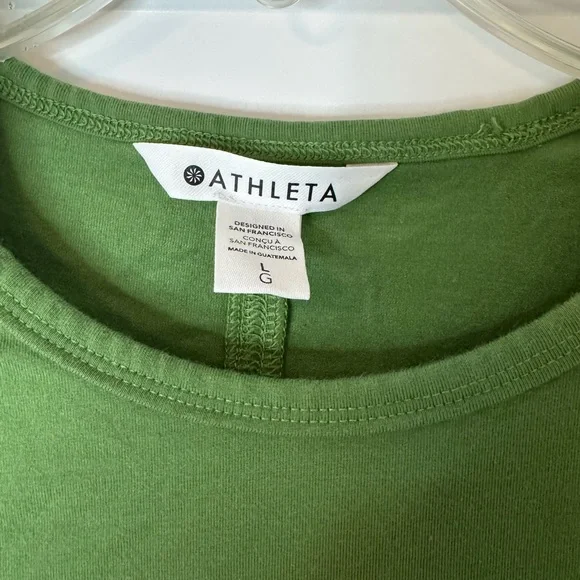 ATHLETA
DESIGNED IN
SAN FRANCISCO
CONÇU À
SAN FRANCISCO
MADE IN GUATEMALA
L
G